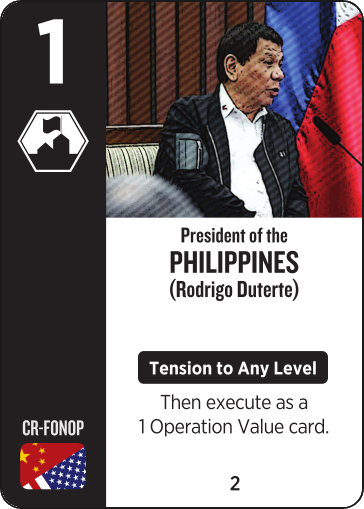 1
President of the
PHILIPPINES
(Rodrigo Duterte)
Tension to Any Level
Then execute as a
1 Operation Value card.
CR-FONOP
2